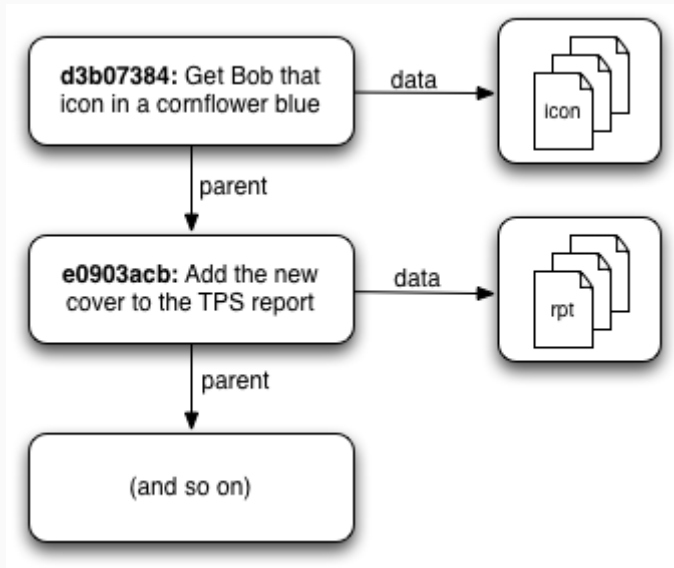 d3b07384: Get Bob that
icon in a cornflower blue
data
icon
parent
e0903acb: Add the new
cover to the TPS report
data
rpt
parent
(and so on)